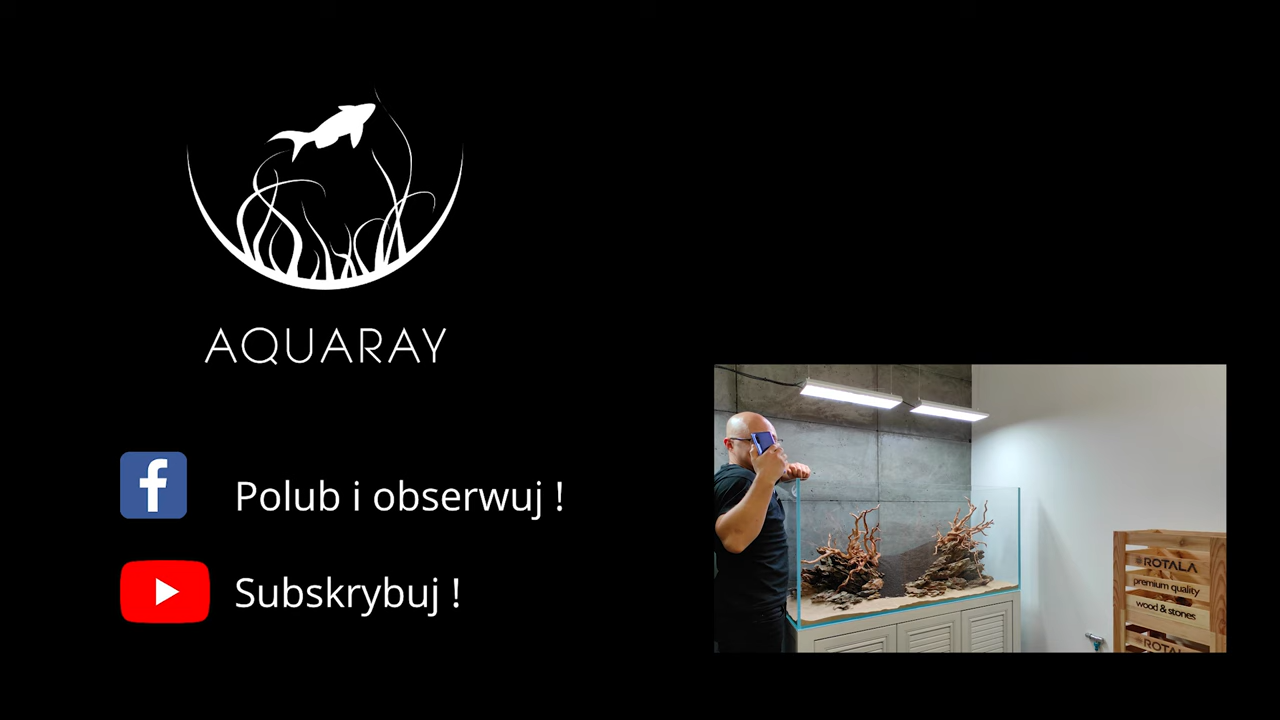 AQUARAY
Polub i obserwuj !
Subskrybuj !
ROTALA
premium quality
wood & stones
ROTALA